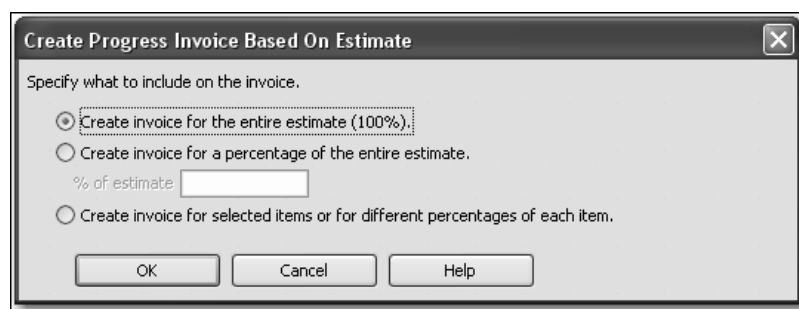 Create Progress Invoice Based On Estimate
Specify what to include on the invoice.
Create invoice for the entire estimate (100%).
Create invoice for a percentage of the entire estimate.
% of estimate
Create invoice for selected items or for different percentages of each item.
OK Cancel Help